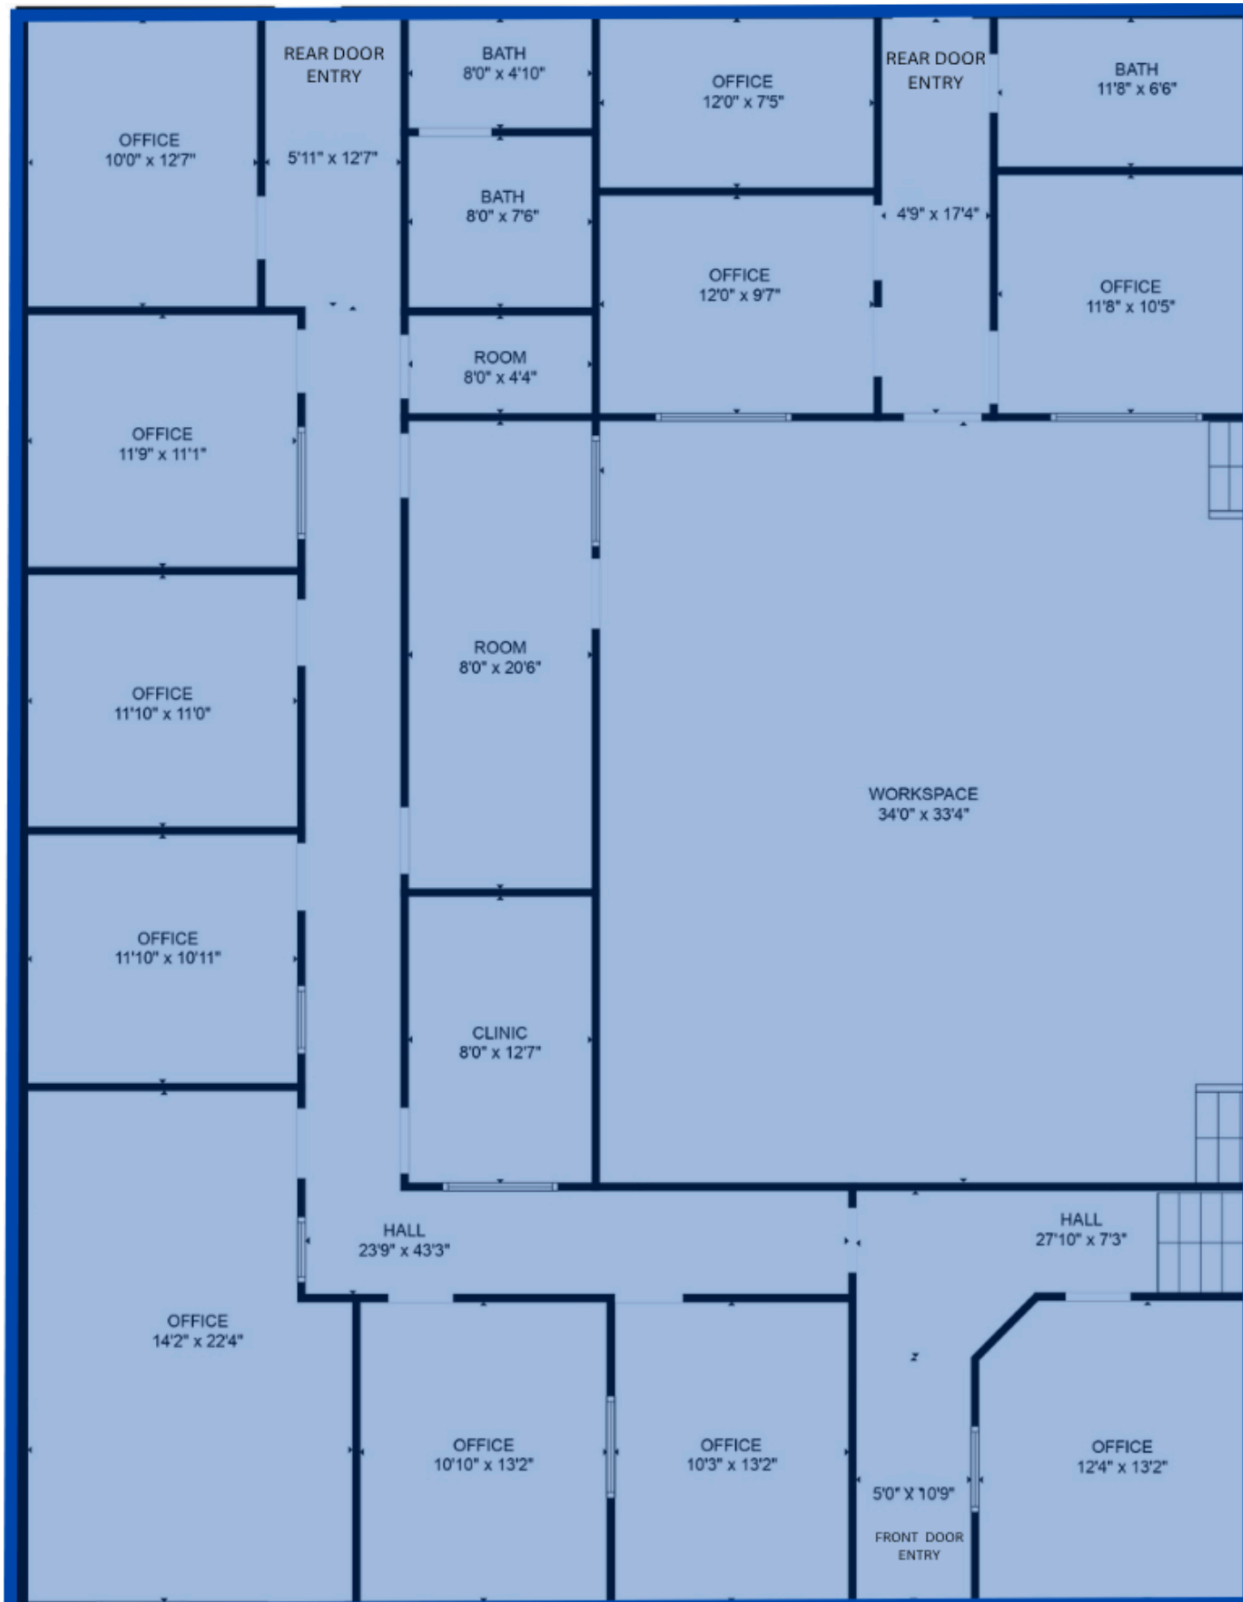 REAR DOOR
ENTRY
5'11" x 12'7"
BATH
8'0" x 4'10"
OFFICE
12'0" x 7'5"
REAR DOOR
ENTRY
4'9" x 17'4"
BATH
11'8" x 6'6"
OFFICE
10'0" x 12'7"
BATH
8'0" x 7'6"
OFFICE
12'0" x 9'7"
OFFICE
11'8" x 10'5"
ROOM
8'0" x 4'4"
OFFICE
11'9" x 11'1"
ROOM
8'0" x 20'6"
OFFICE
11'10" x 11'0"
WORKSPACE
34'0" x 33'4"
OFFICE
11'10" x 10'11"
CLINIC
8'0" x 12'7"
HALL
23'9" x 43'3"
HALL
27'10" x 7'3"
OFFICE
14'2" x 22'4"
OFFICE
10'10" x 13'2"
OFFICE
10'3" x 13'2"
OFFICE
12'4" x 13'2"
5'0" X 10'9"
FRONT DOOR
ENTRY